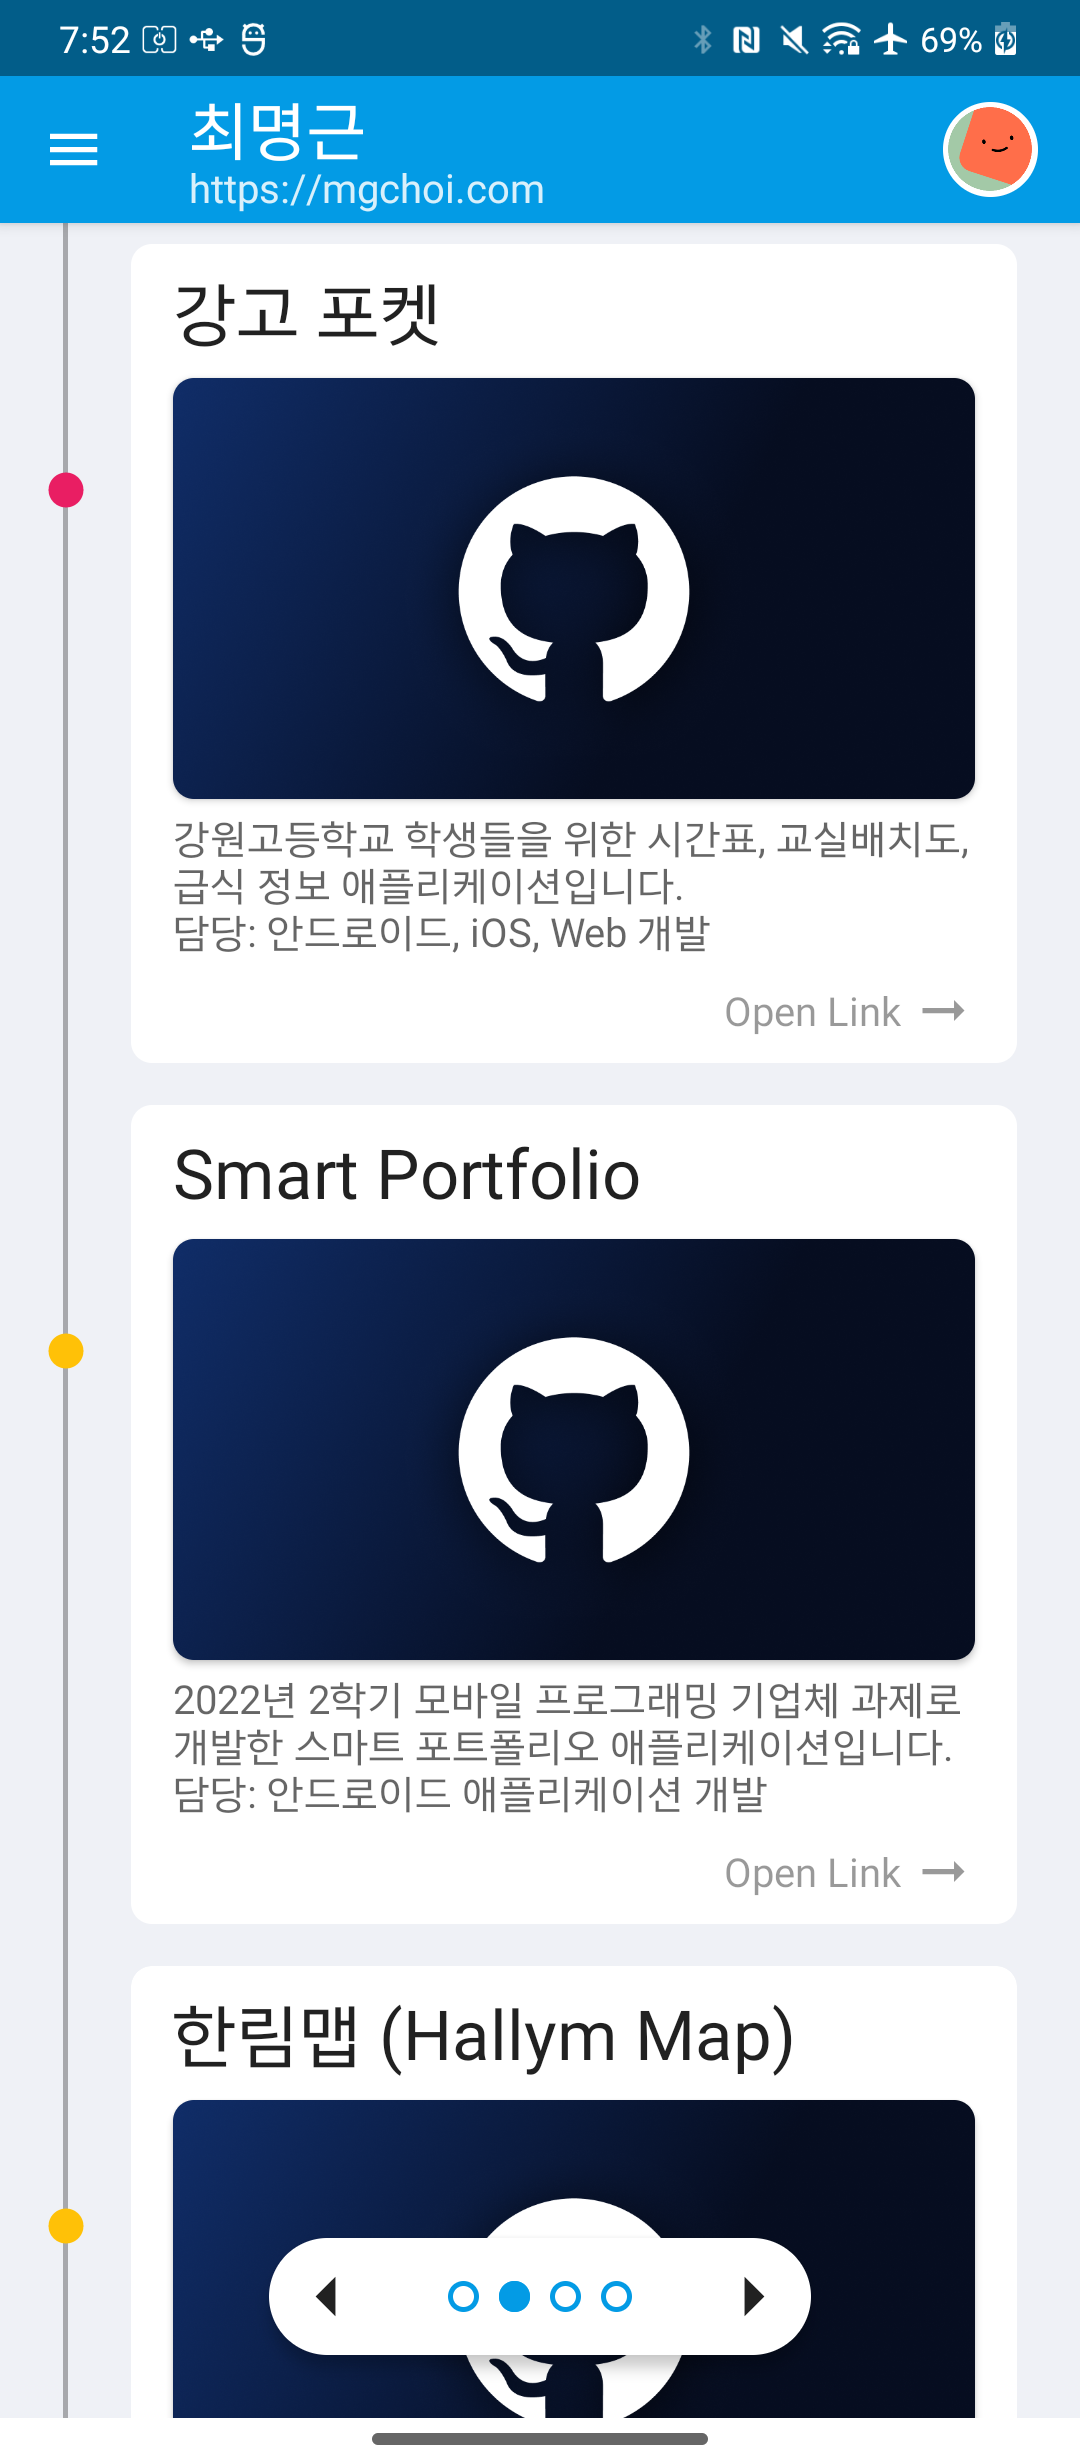 7:52
69%
최명근
https://mgchoi.com
강고 포켓
강원고등학교 학생들을 위한 시간표, 교실배치도,
급식 정보 애플리케이션입니다.
담당: 안드로이드, iOS, Web 개발
Open Link
Smart Portfolio
2022년 2학기 모바일 프로그래밍 기업체 과제로
개발한 스마트 포트폴리오 애플리케이션입니다.
담당: 안드로이드 애플리케이션 개발
Open Link
한림맵 (Hallym Map)